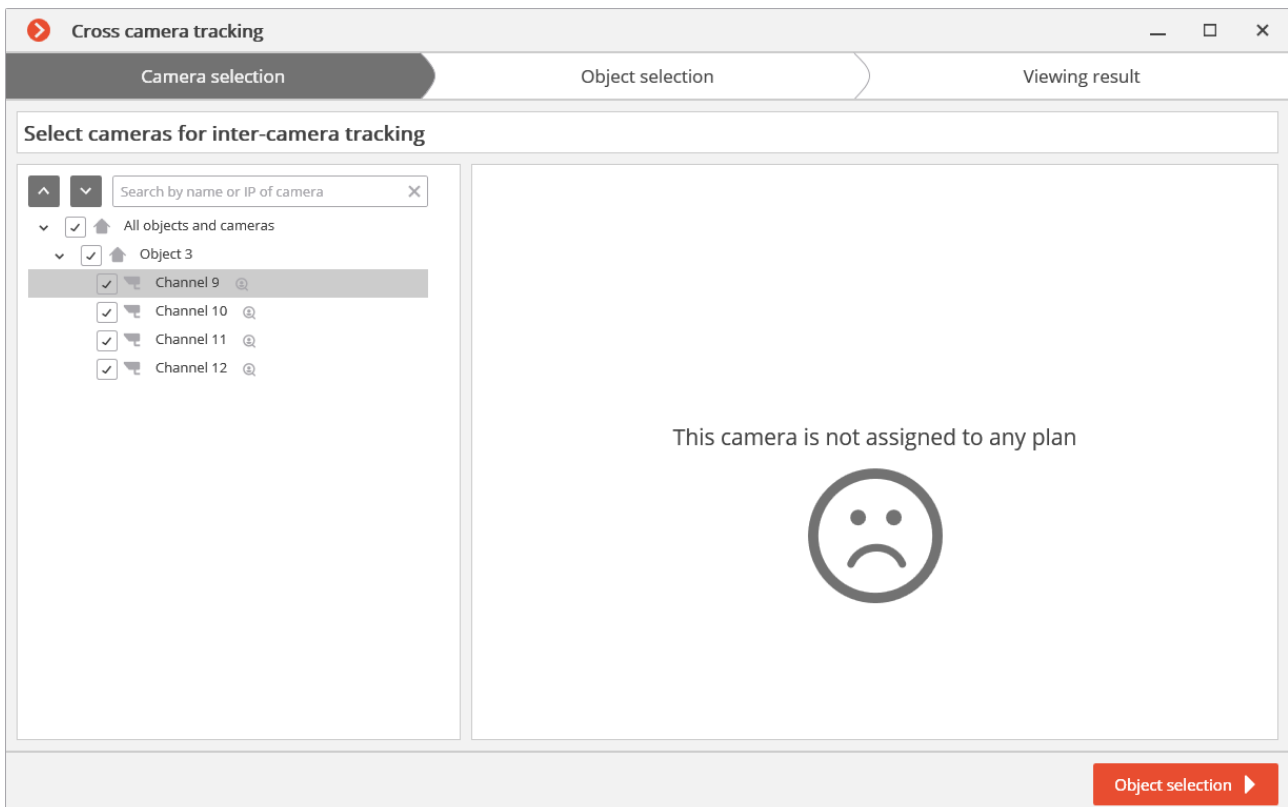 Cross camera tracking
Camera selection
Object selection
Viewing result
Select cameras for inter-camera tracking
Search by name or IP of camera
All objects and cameras
Object 3
Channel 9
Channel 10
Channel 11
Channel 12
This camera is not assigned to any plan
Object selection